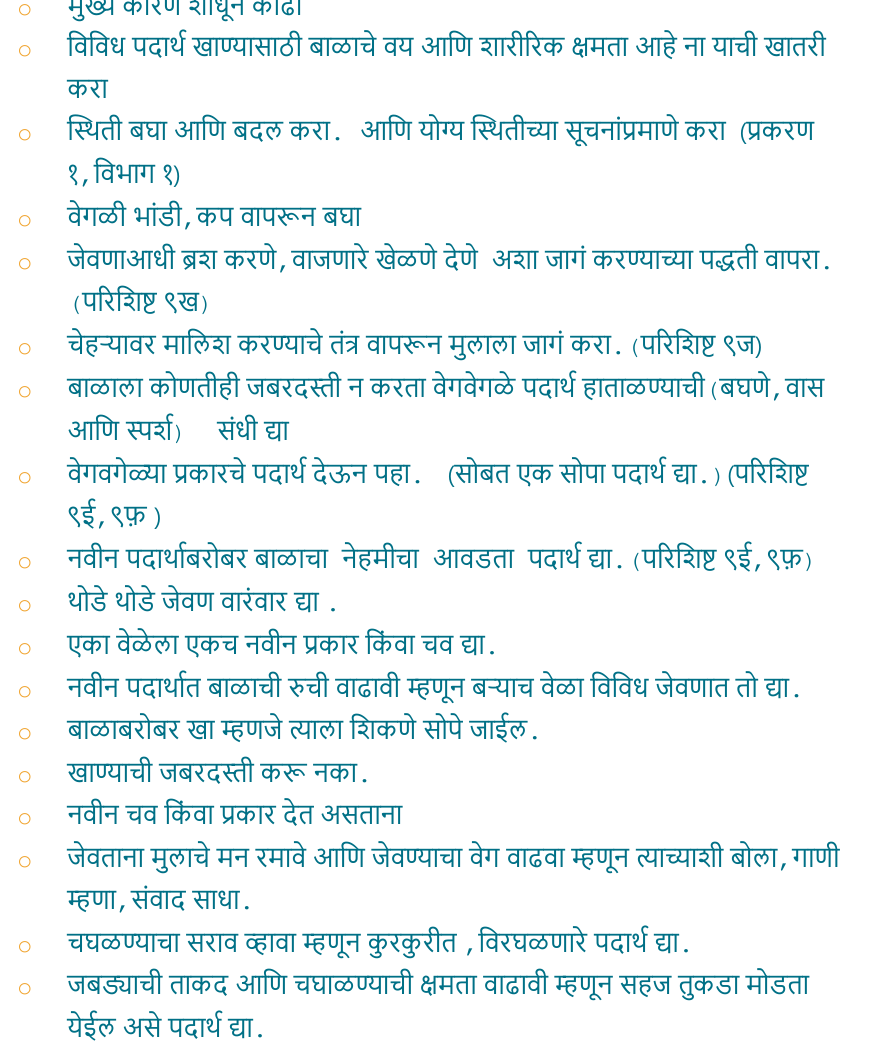 मुख्य कारण शोधून काढा
विविध पदार्थ खाण्यासाठी बाळाचे वय आणि शारीरिक क्षमता आहे ना याची खातरी
करा
स्थिती बघा आणि बदल करा. आणि योग्य स्थितीच्या सूचनांप्रमाणे करा (प्रकरण
१,विभाग १)
वेगळी भांडी,कप वापरून बघा
जेवणाआधी ब्रश करणे,वाजणारे खेळणे देणे अशा जागं करण्याच्या पद्धती वापरा.
(परिशिष्ट ९ख)
चेहऱ्यावर मालिश करण्याचे तंत्र वापरून मुलाला जागं करा.(परिशिष्ट ९ज)
बाळाला कोणतीही जबरदस्ती न करता वेगवेगळे पदार्थ हाताळण्याची(बघणे,वास
आणि स्पर्श) संधी द्या
वेगवगेळ्या प्रकारचे पदार्थ देऊन पहा. (सोबत एक सोपा पदार्थ द्या.)(परिशिष्ट
९ई,९फ़ )
नवीन पदार्थाबरोबर बाळाचा नेहमीचा आवडता पदार्थ द्या.(परिशिष्ट ९ई,९फ़)
थोडे थोडे जेवण वारंवार द्या .
एका वेळेला एकच नवीन प्रकार किंवा चव द्या.
नवीन पदार्थात बाळाची रुची वाढावी म्हणून बऱ्याच वेळा विविध जेवणात तो द्या.
बाळाबरोबर खा म्हणजे त्याला शिकणे सोपे जाईल.
खाण्याची जबरदस्ती करू नका.
नवीन चव किंवा प्रकार देत असताना
जेवताना मुलाचे मन रमावे आणि जेवण्याचा वेग वाढवा म्हणून त्याच्याशी बोला,गाणी
म्हणा,संवाद साधा.
चघळण्याचा सराव व्हावा म्हणून कुरकुरीत ,विरघळणारे पदार्थ द्या.
जबड्याची ताकद आणि चघाळण्याची क्षमता वाढावी म्हणून सहज तुकडा मोडता
येईल असे पदार्थ द्या.